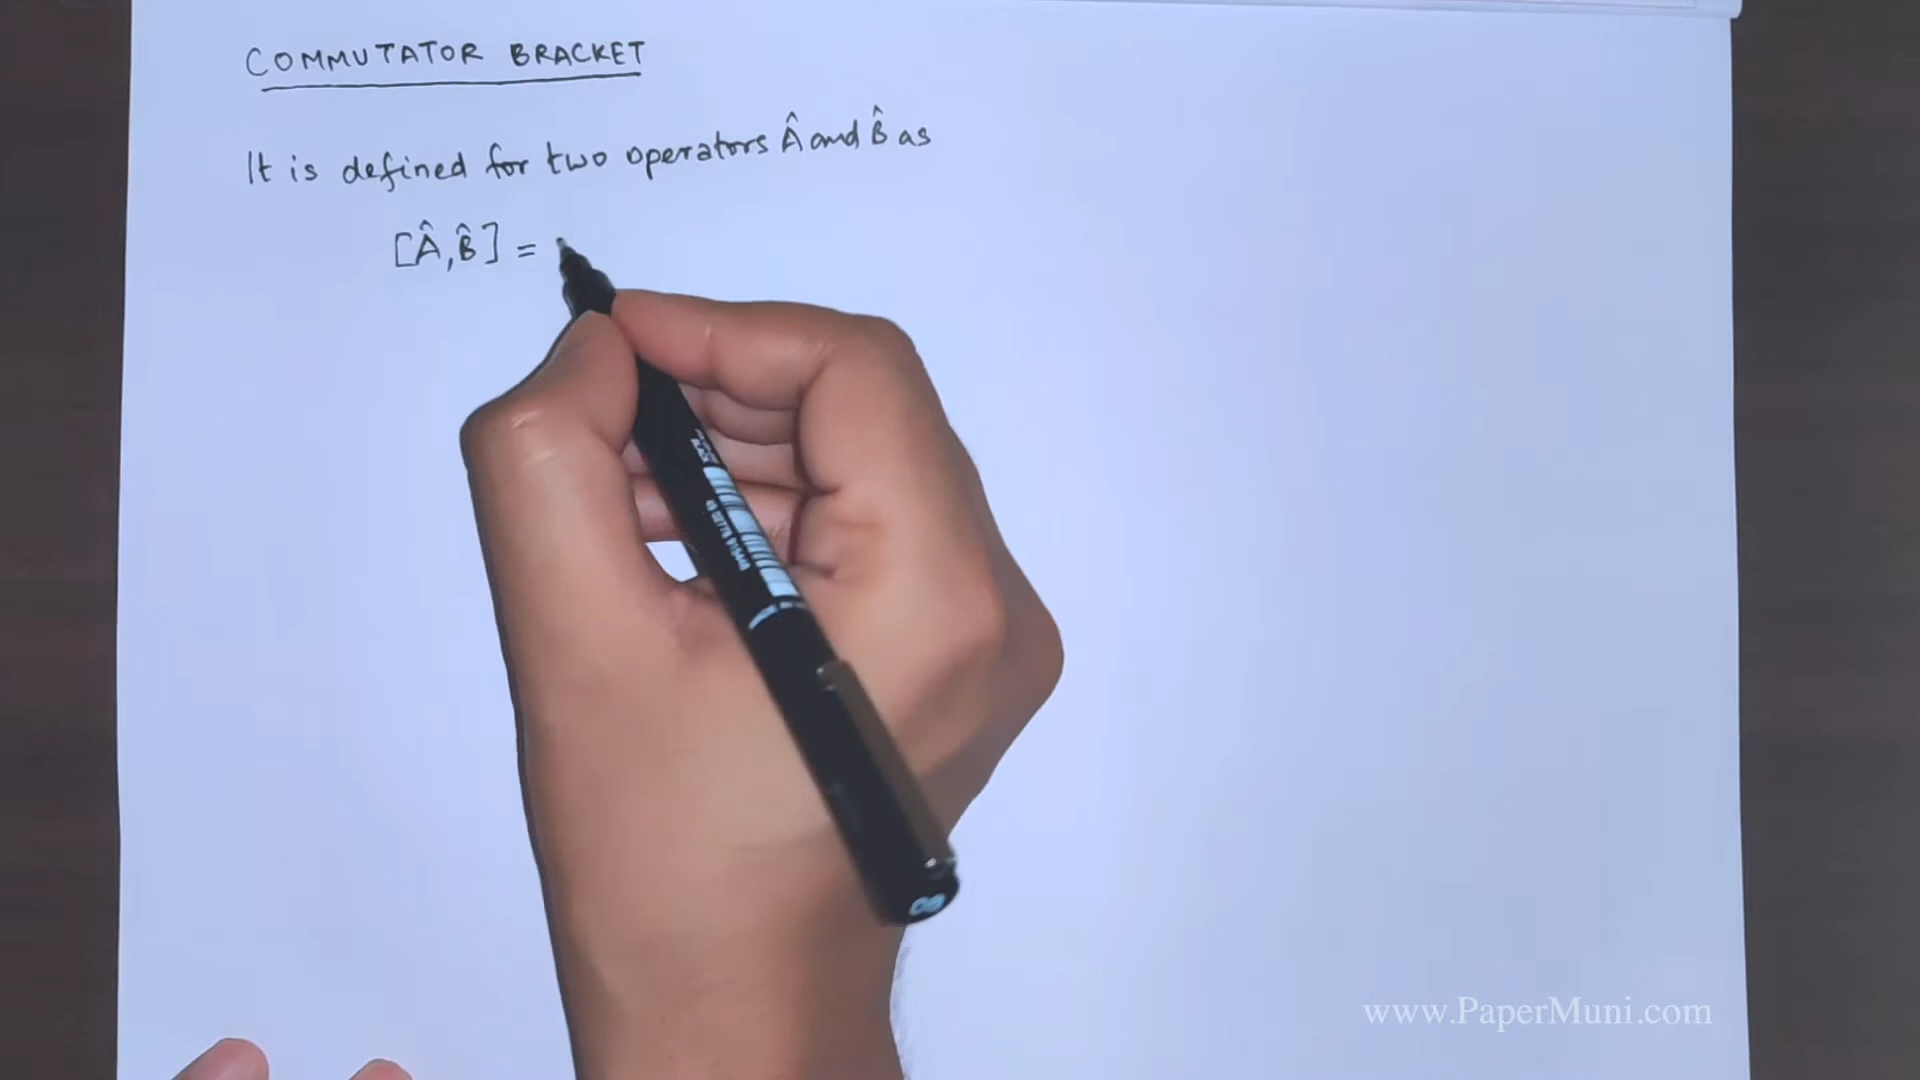 COMMUTATOR BRACKET
It is defined for two operators Â and B̂ as
[Â,B̂] =
www.PaperMuni.com